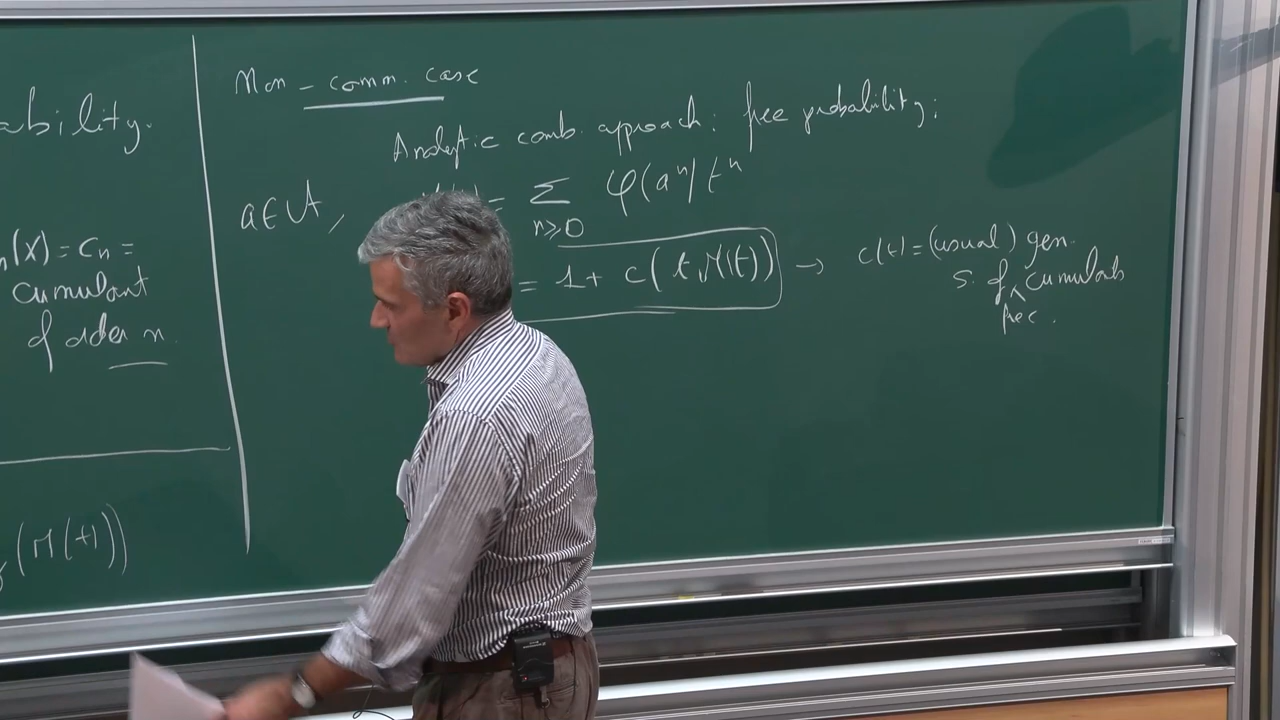 ability.
n(X) = Cn =
cumulant
of order n.
(M(t))
Non-comm. case
Analytic comb. approach: free probability;
a ∈ A,
= Σ φ(aⁿ) tⁿ
n≥0
= 1 + c(t M(t)) →
c(t) = (usual) gen.
s. of cumulants
free.